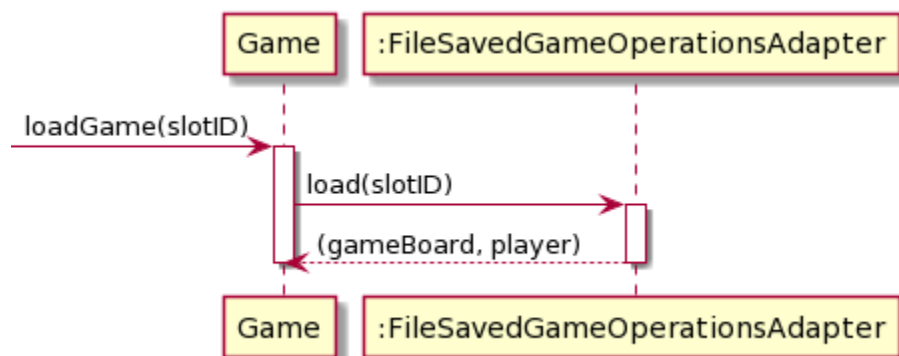 Game
:FileSavedGameOperationsAdapter
loadGame(slotID)
load(slotID)
(gameBoard, player)
Game
:FileSavedGameOperationsAdapter